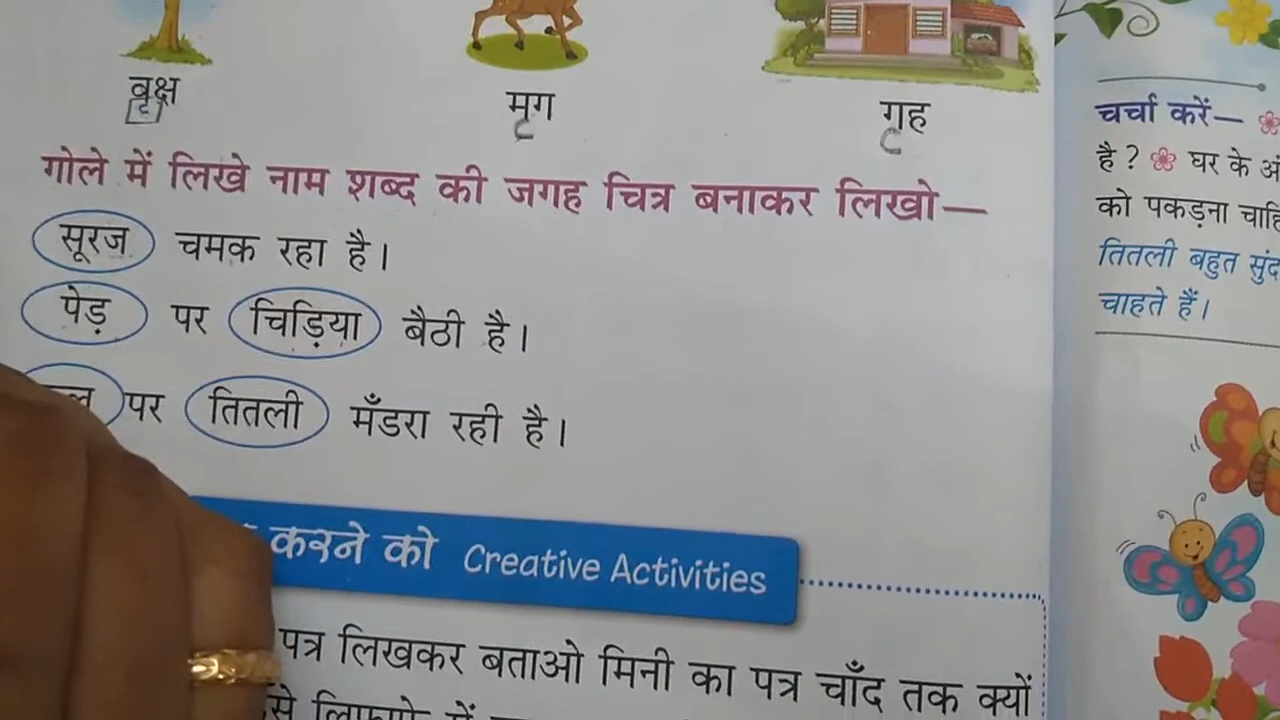 वृक्ष मृग गृह
गोले में लिखे नाम शब्द की जगह चित्र बनाकर लिखो—
सूरज चमक रहा है।
पेड़ पर चिड़िया बैठी है।
पर तितली मँडरा रही है।
करने को Creative Activities
पत्र लिखकर बताओ मिनी का पत्र चाँद तक क्यों
चर्चा करें—
है? घर के
को पकड़ना
तितली बहुत
चाहते हैं।